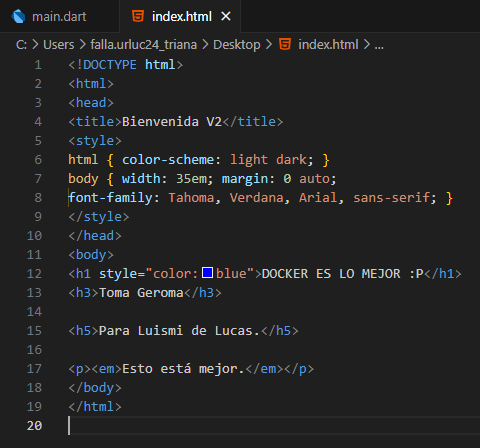 main.dart index.html
C: > Users > falla.urluc24_triana > Desktop > index.html > ...
1 <!DOCTYPE html>
2 <html>
3 <head>
4 <title>Bienvenida V2</title>
5 <style>
6 html { color-scheme: light dark; }
7 body { width: 35em; margin: 0 auto;
8 font-family: Tahoma, Verdana, Arial, sans-serif; }
9 </style>
10 </head>
11 <body>
12 <h1 style="color:blue">DOCKER ES LO MEJOR :P</h1>
13 <h3>Toma Geroma</h3>
14
15 <h5>Para Luismi de Lucas.</h5>
16
17 <p><em>Esto está mejor.</em></p>
18 </body>
19 </html>
20